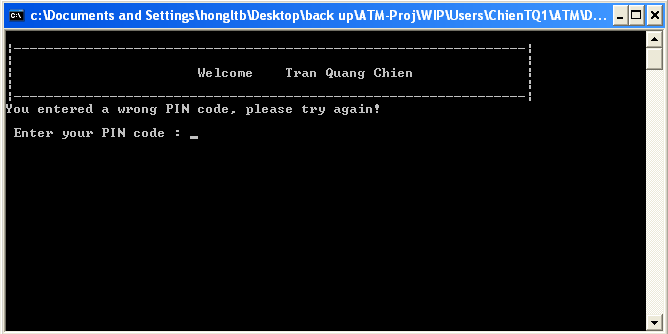 c:\Documents and Settings\hongltb\Desktop\back up\ATM-Proj\WIP\Users\ChienTQ1\ATM\D...
Welcome    Tran Quang Chien
You entered a wrong PIN code, please try again!
Enter your PIN code : _